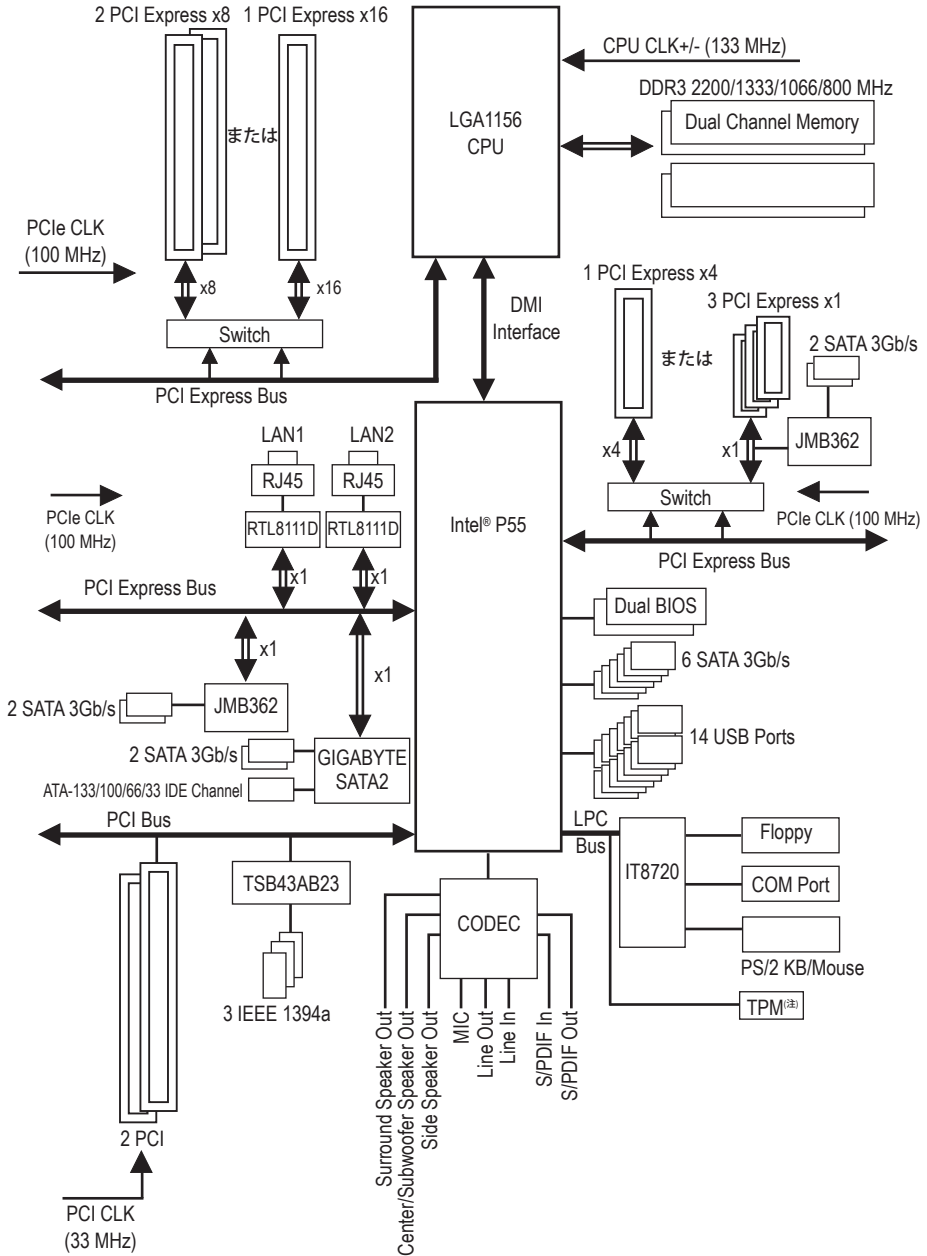 2 PCI Express x8
1 PCI Express x16
または
PCIe CLK
(100 MHz)
x8
x16
Switch
PCI Express Bus
LGA1156
CPU
CPU CLK+/- (133 MHz)
DDR3 2200/1333/1066/800 MHz
Dual Channel Memory
DMI
Interface
1 PCI Express x4
3 PCI Express x1
または
2 SATA 3Gb/s
JMB362
x4
x1
Switch
PCIe CLK (100 MHz)
PCI Express Bus
LAN1
LAN2
RJ45
RJ45
RTL8111D
RTL8111D
PCIe CLK
(100 MHz)
x1
x1
PCI Express Bus
Intel® P55
x1
x1
2 SATA 3Gb/s
JMB362
2 SATA 3Gb/s
GIGABYTE
SATA2
ATA-133/100/66/33 IDE Channel
Dual BIOS
6 SATA 3Gb/s
14 USB Ports
PCI Bus
LPC
Bus
IT8720
Floppy
COM Port
PS/2 KB/Mouse
TPM(注)
TSB43AB23
3 IEEE 1394a
CODEC
Surround Speaker Out
Center/Subwoofer Speaker Out
Side Speaker Out
MIC
Line Out
Line In
S/PDIF In
S/PDIF Out
2 PCI
PCI CLK
(33 MHz)